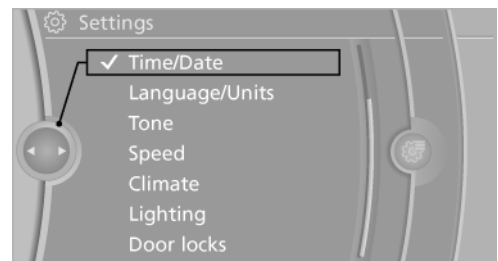 Settings
Time/Date
Language/Units
Tone
Speed
Climate
Lighting
Door locks